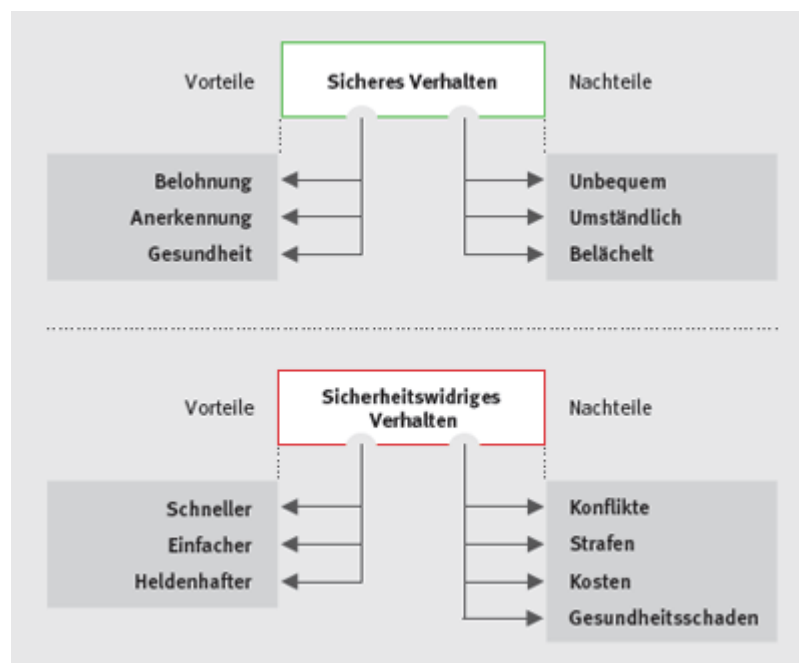 Vorteile
Sicheres Verhalten
Nachteile
Belohnung
Anerkennung
Gesundheit
Unbequem
Umständlich
Belächelt
Vorteile
Sicherheitswidriges
Verhalten
Nachteile
Schneller
Einfacher
Heldenhafter
Konflikte
Strafen
Kosten
Gesundheitsschaden